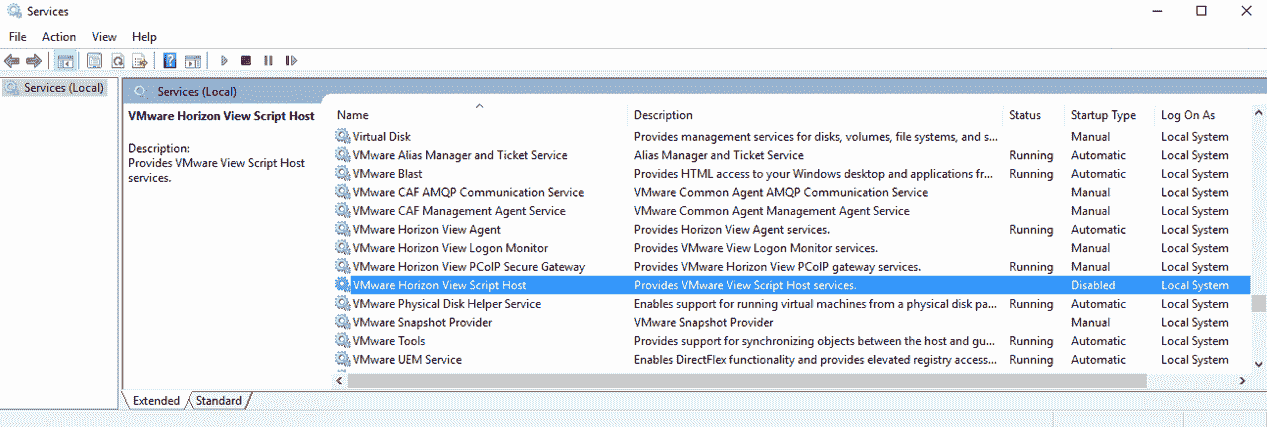 Services
File Action View Help
Services (Local)
Services (Local)
VMware Horizon View Script Host
Description:
Provides VMware View Script Host
services.
Name Description Status Startup Type Log On As
Virtual Disk Provides management services for disks, volumes, file systems, and s... Manual Local System
VMware Alias Manager and Ticket Service Alias Manager and Ticket Service Running Automatic Local System
VMware Blast Provides HTML access to your Windows desktop and applications fr... Running Automatic Local System
VMware CAF AMQP Communication Service VMware Common Agent AMQP Communication Service Manual Local System
VMware CAF Management Agent Service VMware Common Agent Management Agent Service Manual Local System
VMware Horizon View Agent Provides Horizon View Agent services. Running Automatic Local System
VMware Horizon View Logon Monitor Provides VMware View Logon Monitor services. Manual Local System
VMware Horizon View PCoIP Secure Gateway Provides VMware Horizon View PCoIP gateway services. Running Manual Local System
VMware Horizon View Script Host Provides VMware View Script Host services. Disabled Local System
VMware Physical Disk Helper Service Enables support for running virtual machines from a physical disk pa... Running Automatic Local System
VMware Snapshot Provider VMware Snapshot Provider Manual Local System
VMware Tools Provides support for synchronizing objects between the host and gu... Running Automatic Local System
VMware UEM Service Enables DirectFlex functionality and provides elevated registry access... Running Automatic Local System
Extended Standard